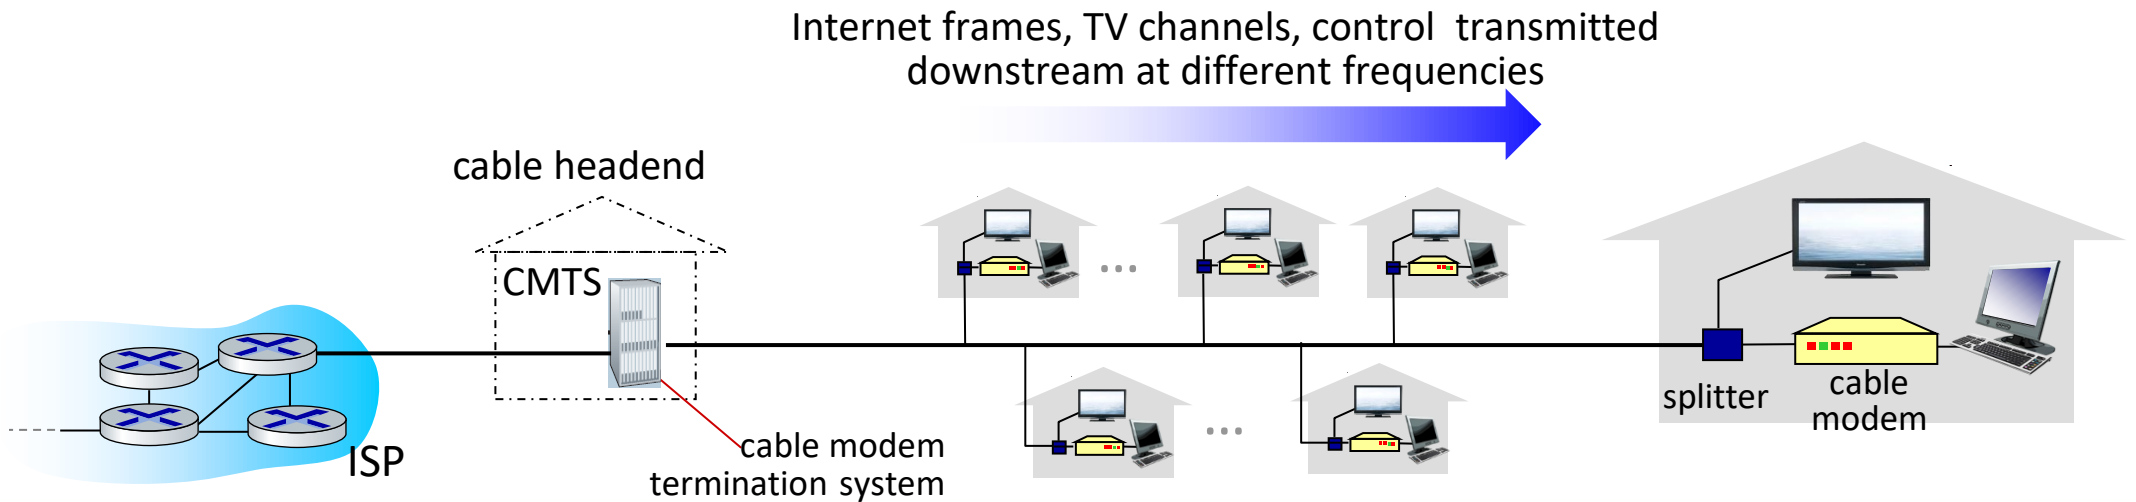 Internet frames, TV channels, control  transmitted
downstream at different frequencies
cable headend
CMTS
ISP
cable modem
termination system
splitter
cable
modem